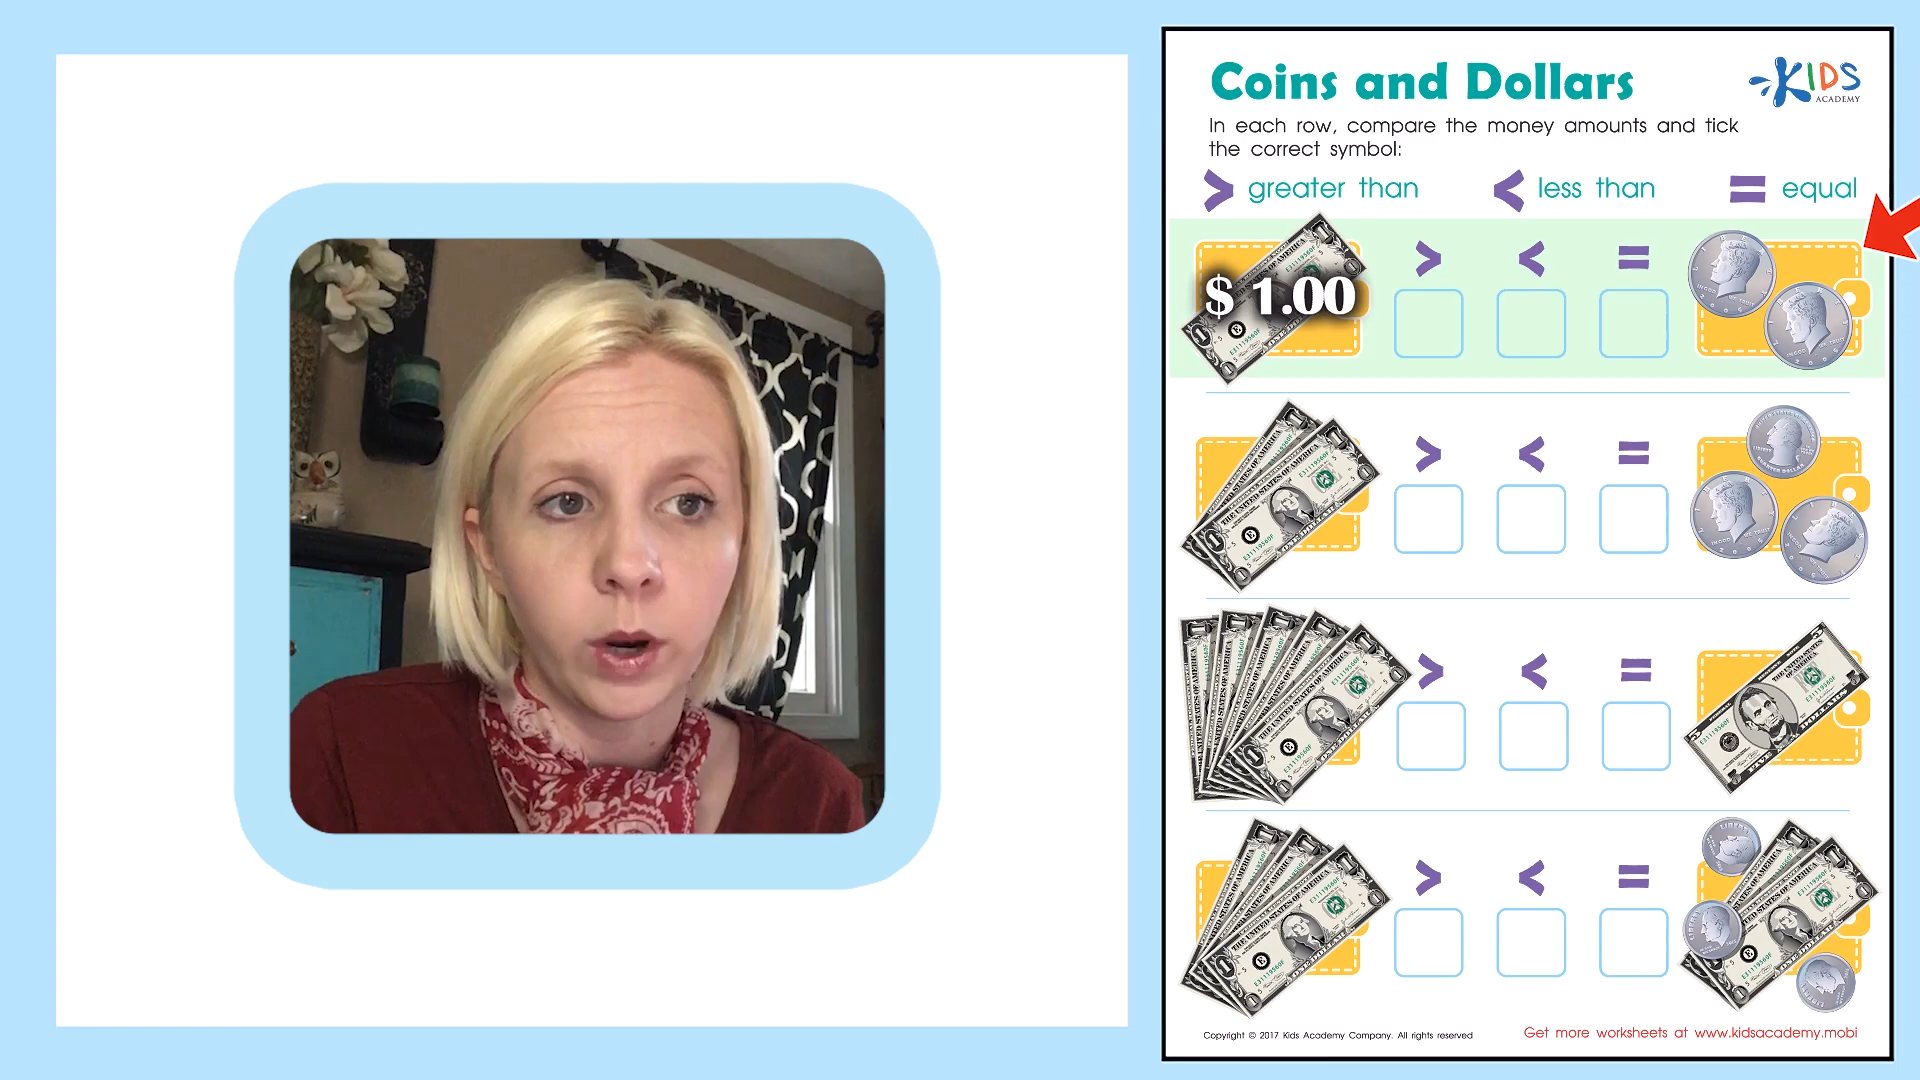 Coins and Dollars
KIDS
ACADEMY
In each row, compare the money amounts and tick
the correct symbol:
> greater than < less than = equal
$ 1.00
> < =
> < =
> < =
> < =
Copyright © 2017 Kids Academy Company. All rights reserved
Get more worksheets at www.kidsacademy.mobi